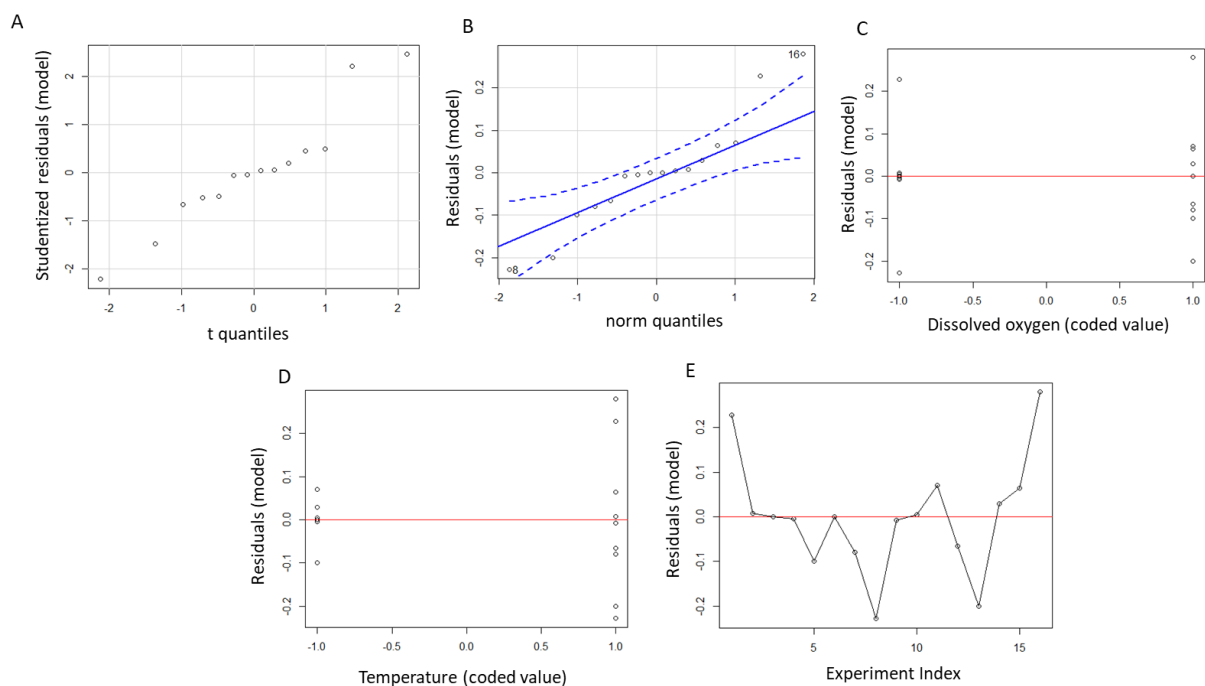 A
Studentized residuals (model)
2
1
0
-1
-2
-2 -1 0 1 2
t quantiles
B
Residuals (model)
0.2
0.1
0.0
-0.1
-0.2
16
8
-2 -1 0 1 2
norm quantiles
C
Residuals (model)
0.2
0.1
0.0
-0.1
-0.2
-1.0 -0.5 0.0 0.5 1.0
Dissolved oxygen (coded value)
D
Residuals (model)
0.2
0.1
0.0
-0.1
-0.2
-1.0 -0.5 0.0 0.5 1.0
Temperature (coded value)
E
Residuals (model)
0.2
0.1
0.0
-0.1
-0.2
5 10 15
Experiment Index